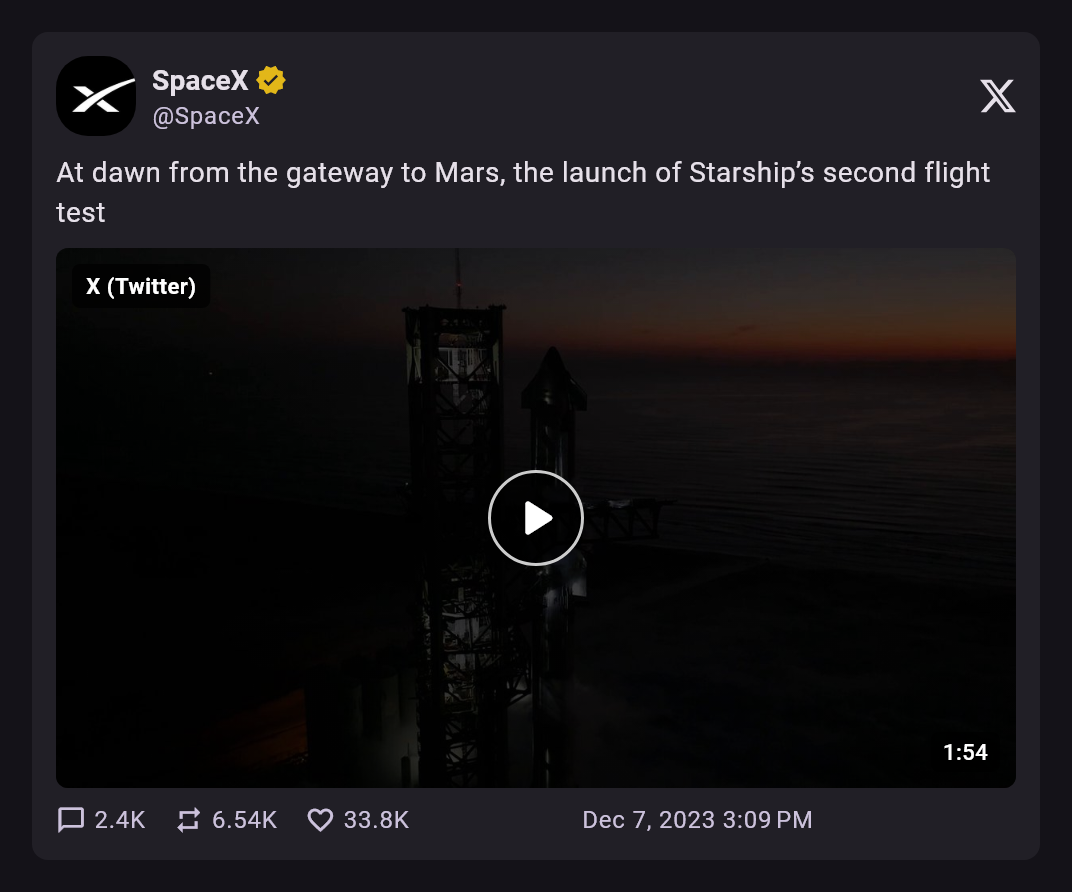 SpaceX
@SpaceX
At dawn from the gateway to Mars, the launch of Starship’s second flight
test
X (Twitter)
1:54
2.4K 6.54K 33.8K Dec 7, 2023 3:09 PM